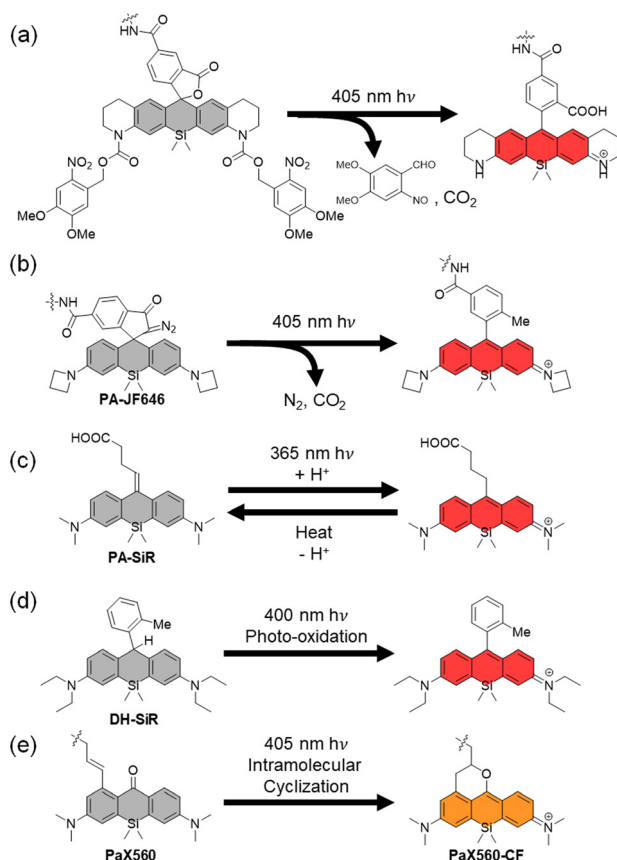 (a)
HN
O
O
O
405 nm hν
HN
O
COOH
N
Si
N
O
O
O
O
NO₂
NO₂
MeO
OMe
OMe
OMe
MeO
MeO
CHO
NO
, CO₂
N
H
Si
N
⊕
(b)
NH
O
O
N₂
405 nm hν
NH
O
Me
N
Si
N
PA-JF646
N₂, CO₂
N
Si
N
⊕
(c)
HOOC
365 nm hν
+ H⁺
HOOC
N
Si
N
PA-SiR
Heat
- H⁺
N
Si
N
⊕
(d)
Me
H
400 nm hν
Photo-oxidation
Me
N
Si
N
DH-SiR
N
Si
N
⊕
(e)
O
405 nm hν
Intramolecular
Cyclization
O
N
Si
N
PaX560
N
Si
N
⊕
PaX560-CF